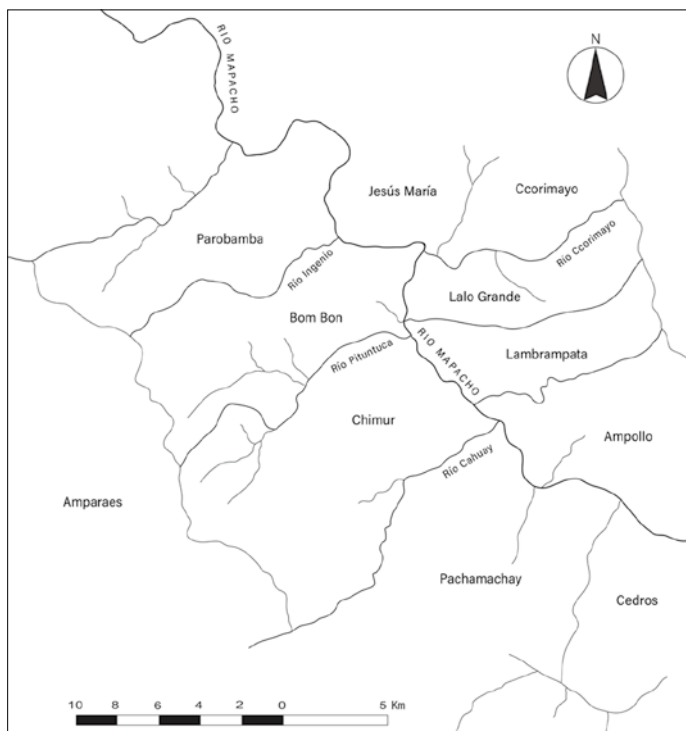 RIO MAPACHO
N
Jesús María
Ccorimayo
Parobamba
Río Ccorimayo
Río Ingenio
Lalo Grande
Bom Bon
RIO MAPACHO
Río Pituntuca
Lambrampata
Chimur
Ampollo
Río Cahuay
Amparaes
Pachamachay
Cedros
10 8 6 4 2 0 5 Km